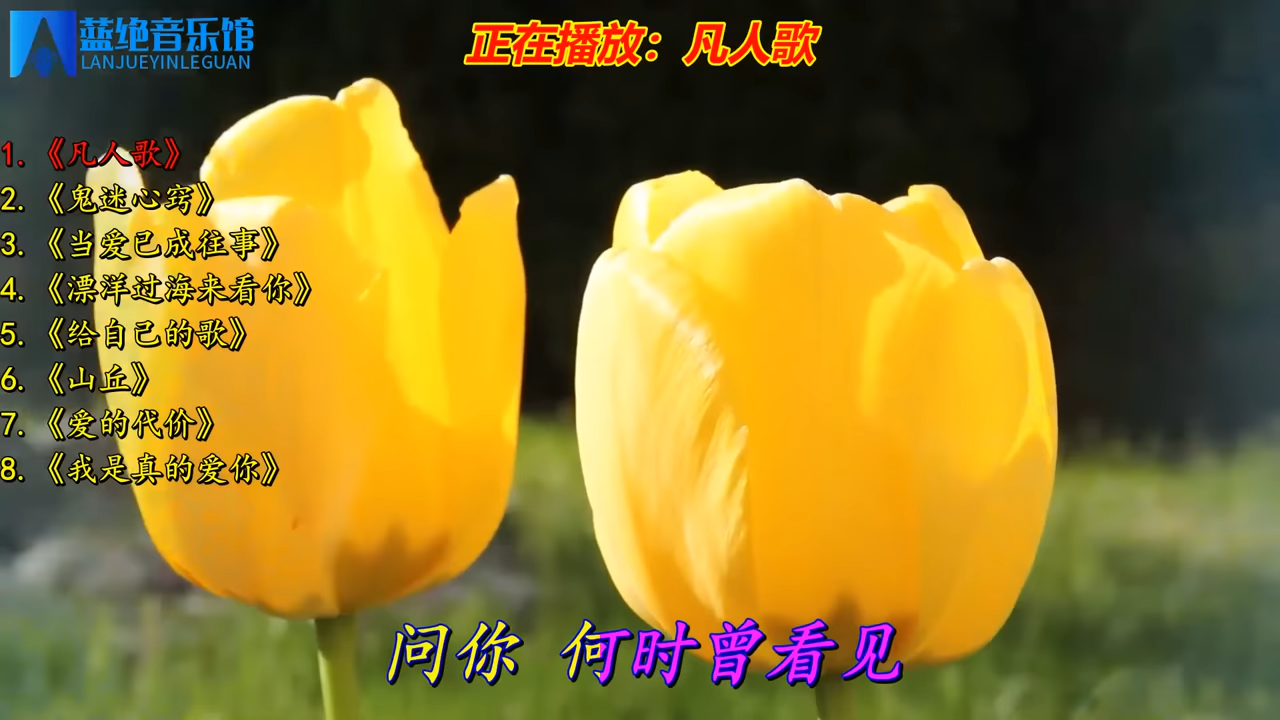 蓝绝音乐馆
LANJUEYINLEGUAN
正在播放：凡人歌
1.《凡人歌》
2.《鬼迷心窍》
3.《当爱已成往事》
4.《漂洋过海来看你》
5.《给自己的歌》
6.《山丘》
7.《爱的代价》
8.《我是真的爱你》
问你 何时曾看见